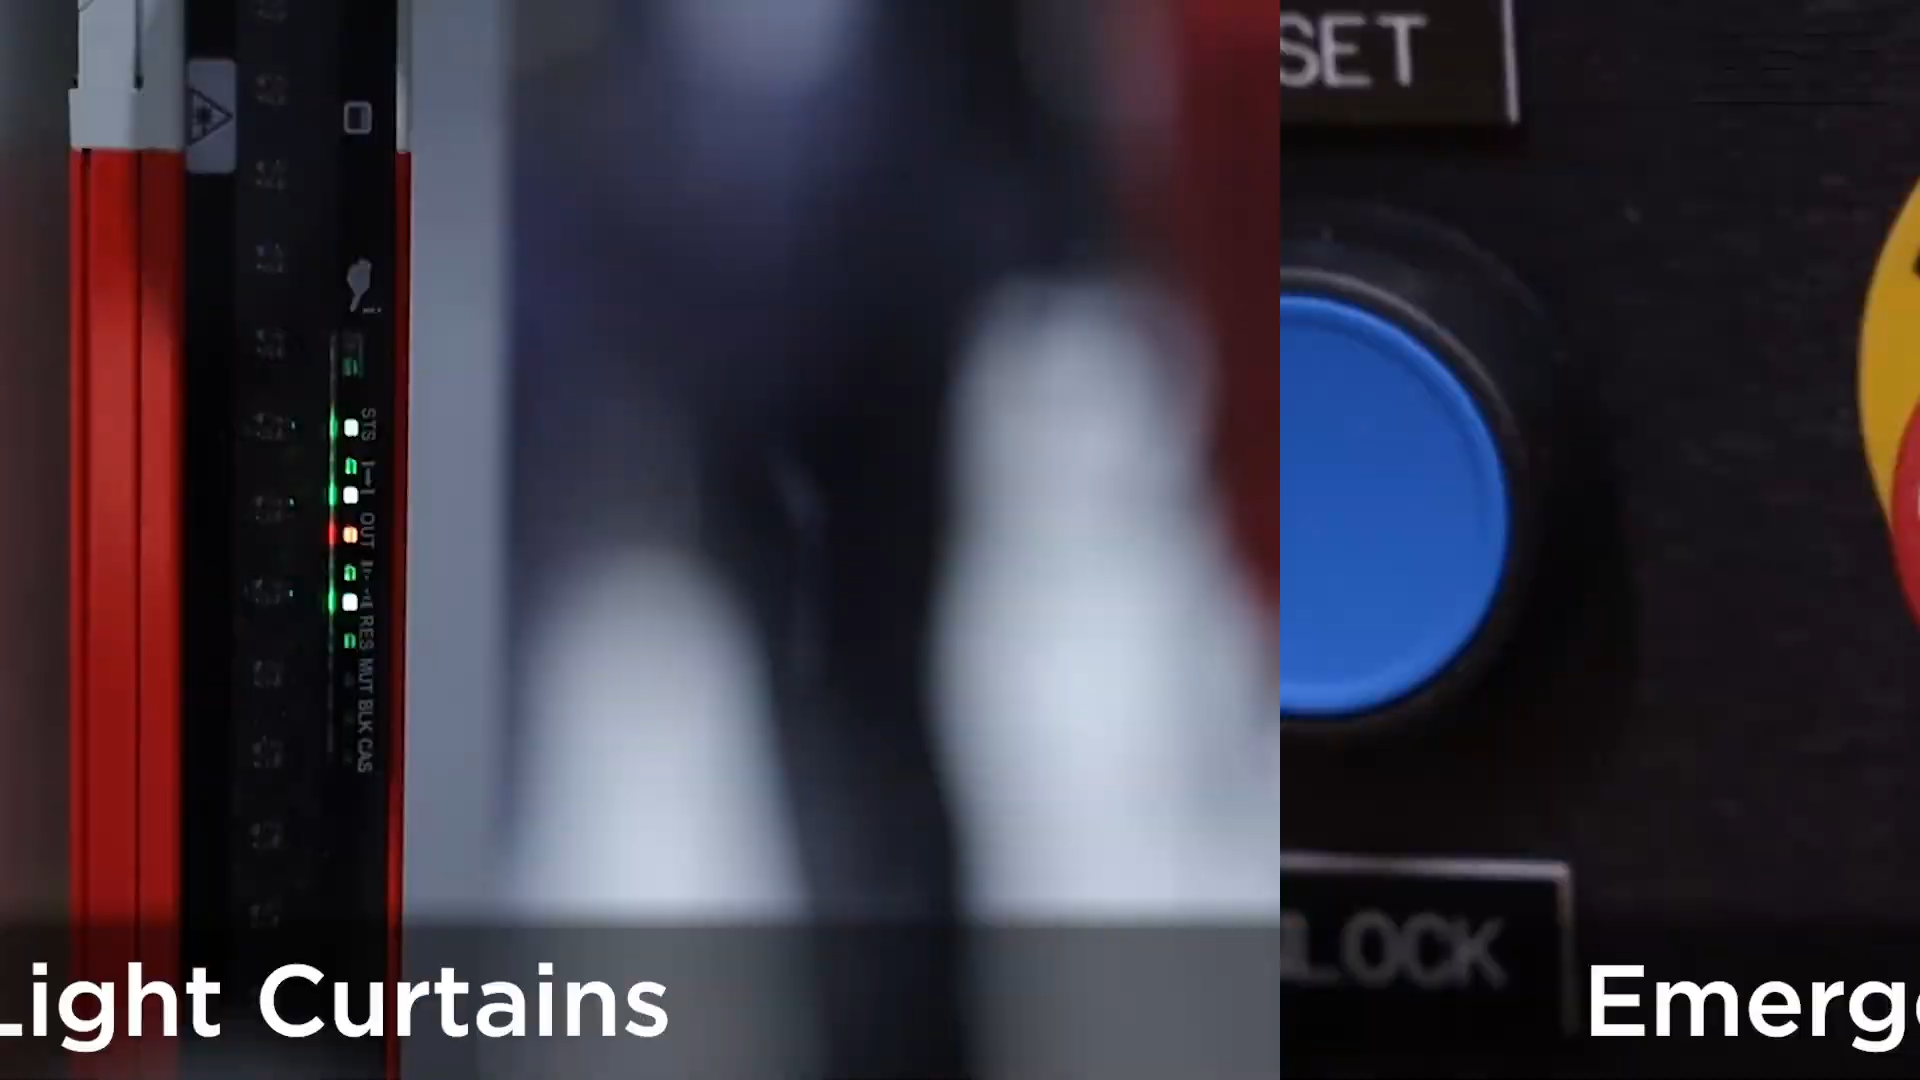 SET
STS
OUT
RES
MUT
BLK
CAS
LOCK
Light Curtains
Emerg